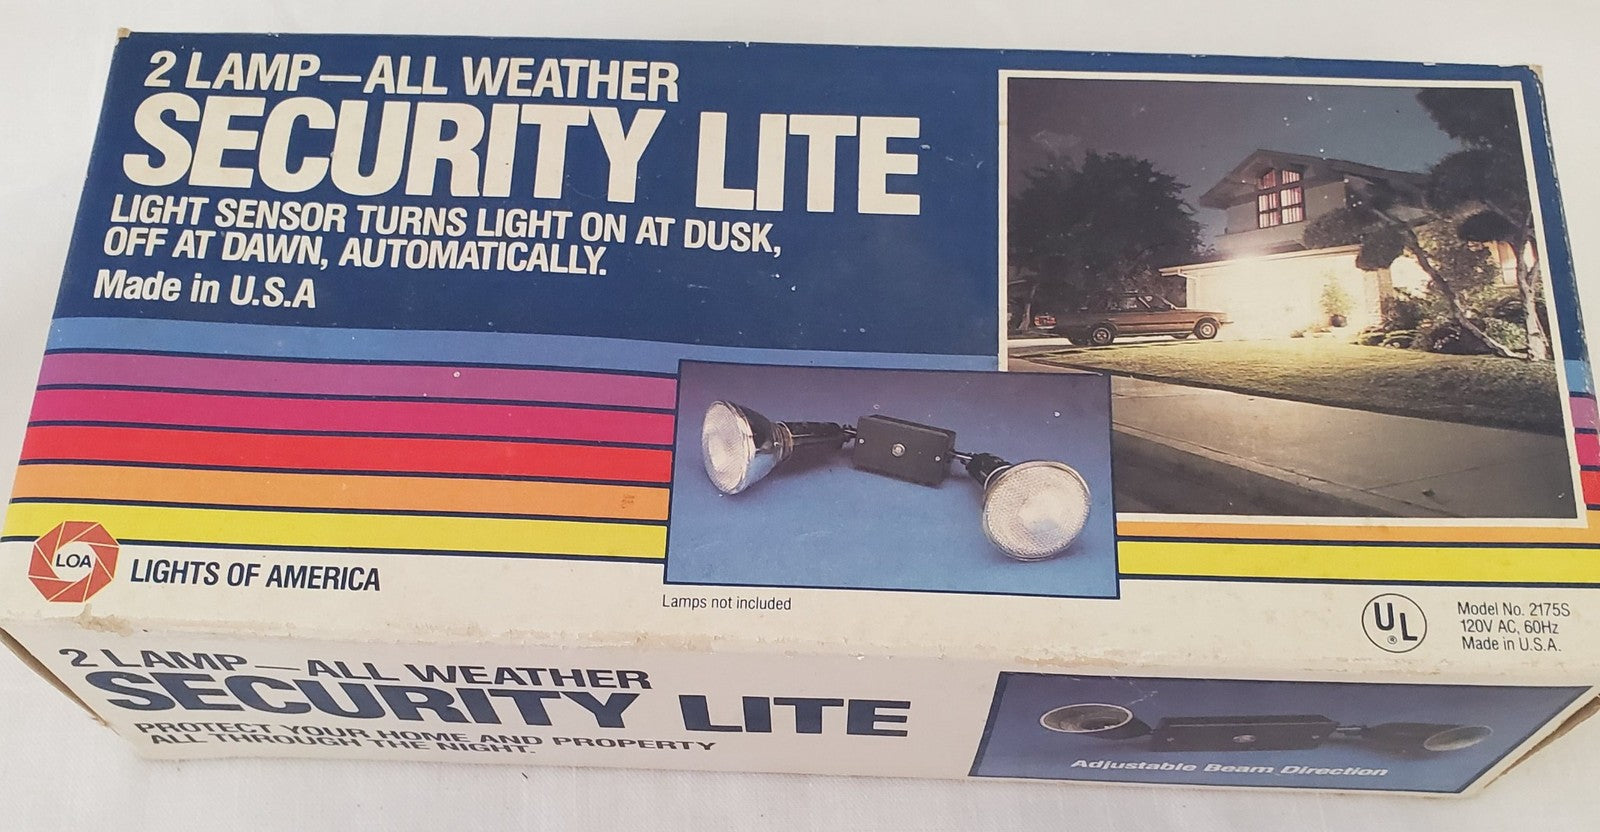 2 LAMP—ALL WEATHER
SECURITY LITE
LIGHT SENSOR TURNS LIGHT ON AT DUSK,
OFF AT DAWN, AUTOMATICALLY.
Made in U.S.A
LOA
LIGHTS OF AMERICA
Lamps not included
UL
®
Model No. 2175S
120V AC, 60Hz
Made in U.S.A.
2 LAMP—ALL WEATHER
SECURITY LITE
PROTECT YOUR HOME AND PROPERTY
ALL THROUGH THE NIGHT.
Adjustable Beam Direction